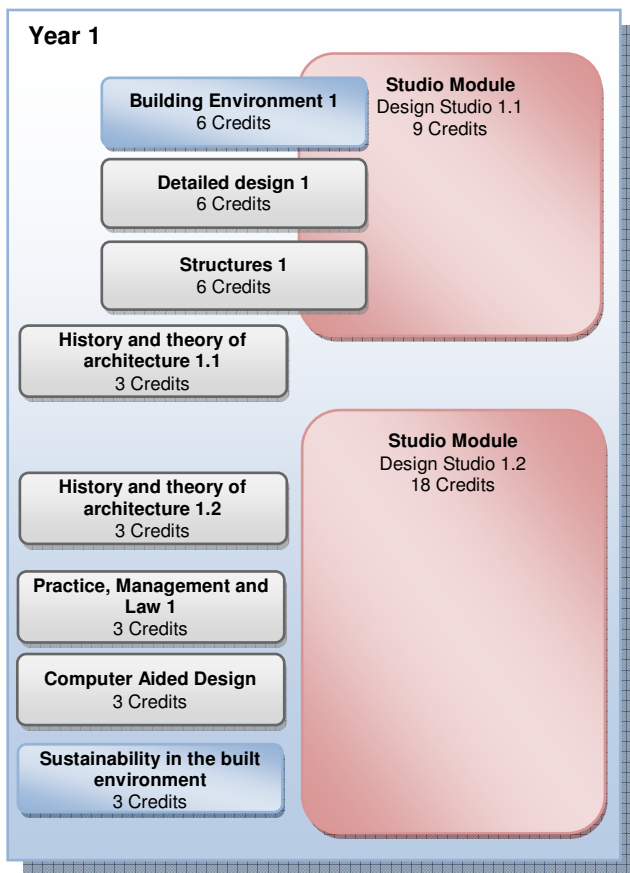 Year 1
Building Environment 1
6 Credits
Studio Module
Design Studio 1.1
9 Credits
Detailed design 1
6 Credits
Structures 1
6 Credits
History and theory of
architecture 1.1
3 Credits
Studio Module
Design Studio 1.2
18 Credits
History and theory of
architecture 1.2
3 Credits
Practice, Management and
Law 1
3 Credits
Computer Aided Design
3 Credits
Sustainability in the built
environment
3 Credits